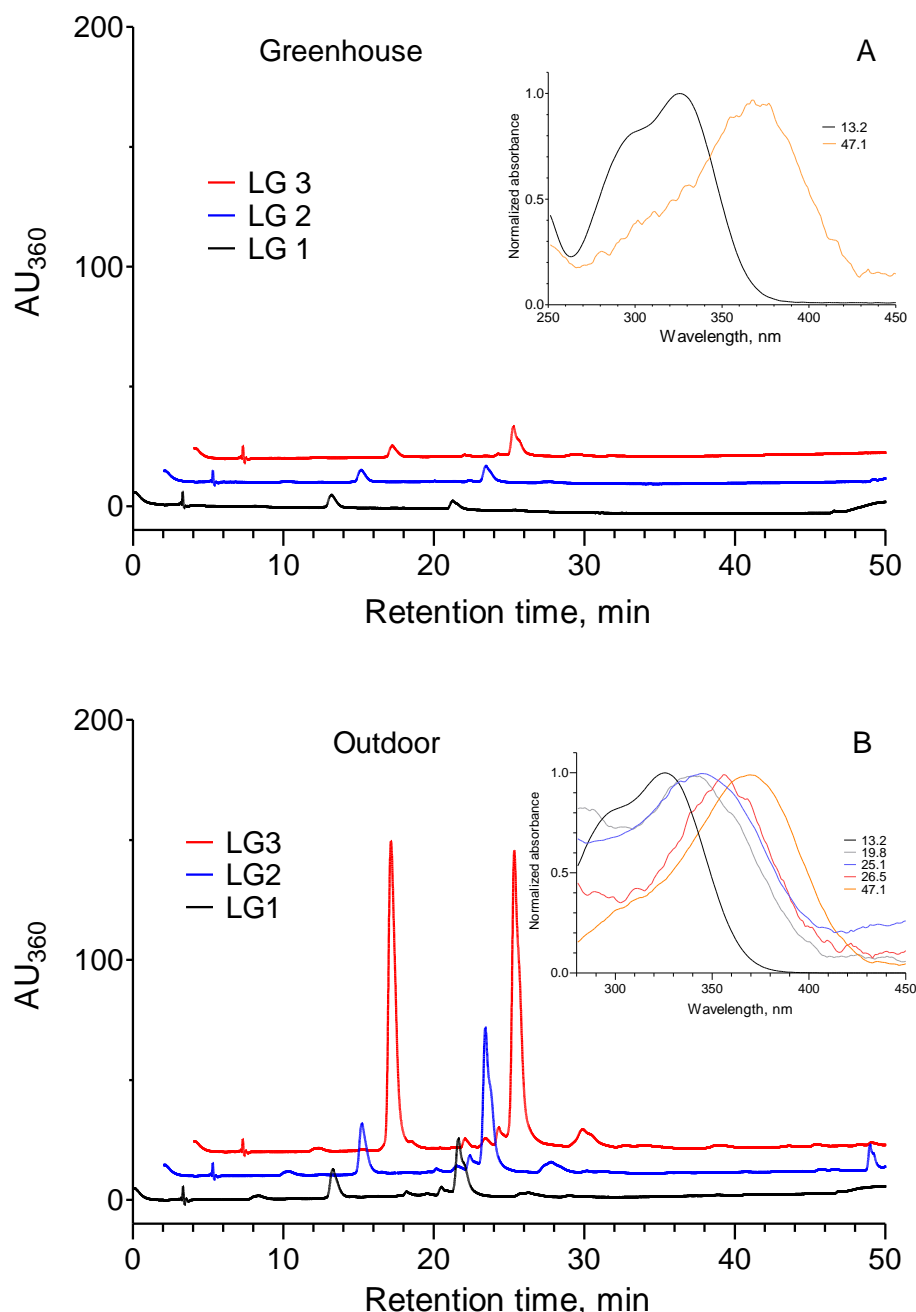 200
Greenhouse
A
1.0
Normalized absorbance
0.5
0.0
250
300
350
400
450
Wavelength, nm
13.2
47.1
LG 3
LG 2
LG 1
AU360
100
0
0
10
20
30
40
50
Retention time, min
200
Outdoor
B
1.0
Normalized absorbance
0.5
0.0
300
350
400
450
Wavelength, nm
13.2
19.8
25.1
26.5
47.1
LG3
LG2
LG1
AU360
100
0
0
10
20
30
40
50
Retention time, min